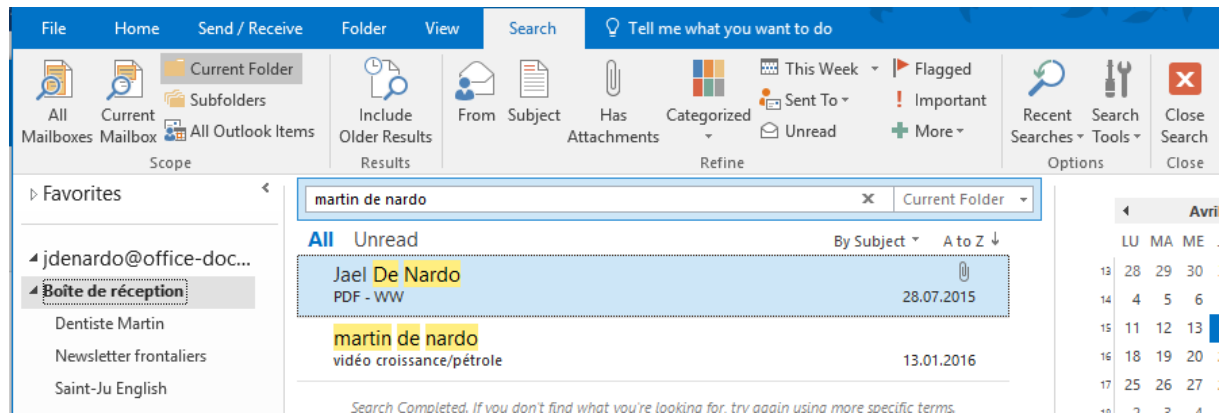 File Home Send / Receive Folder View Search Tell me what you want to do
All Mailboxes
Current Mailbox
Current Folder
Subfolders
All Outlook Items
Scope
Include Older Results
Results
From
Subject
Has Attachments
Categorized
This Week
Sent To
Unread
Flagged
! Important
More
Refine
Recent Searches
Search Tools
Options
Close Search
Close
Favorites
jdenardo@office-doc...
Boîte de réception
Dentiste Martin
Newsletter frontaliers
Saint-Ju English
martin de nardo Current Folder
All Unread By Subject A to Z
Jael De Nardo
PDF - WW 28.07.2015
martin de nardo
vidéo croissance/pétrole 13.01.2016
Search Completed. If you don't find what you're looking for, try again using more specific terms.
LU MA ME
13 28 29 30
14 4 5 6
15 11 12 13
16 18 19 20
17 25 26 27